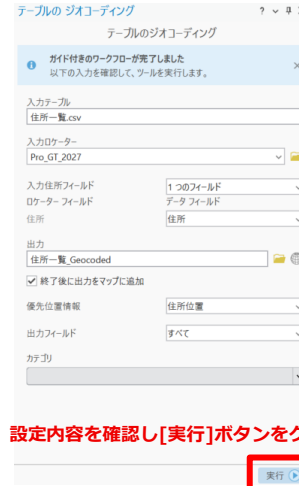 テーブルの ジオコーディング
テーブルのジオコーディング
ガイド付きのワークフローが完了しました
以下の入力を確認して、ツールを実行します。
入力テーブル
住所一覧.csv
入力ロケーター
Pro_GT_2027
入力住所フィールド 1 つのフィールド
ロケーター フィールド データ フィールド
住所 住所
出力
住所一覧_Geocoded
終了後に出力をマップに追加
優先位置情報 住所位置
出力フィールド すべて
カテゴリ
設定内容を確認し[実行]ボタンを
実行